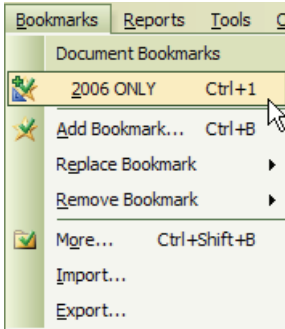 Bookmarks Reports Tools
Document Bookmarks
2006 ONLY Ctrl+1
Add Bookmark... Ctrl+B
Replace Bookmark
Remove Bookmark
More... Ctrl+Shift+B
Import...
Export...